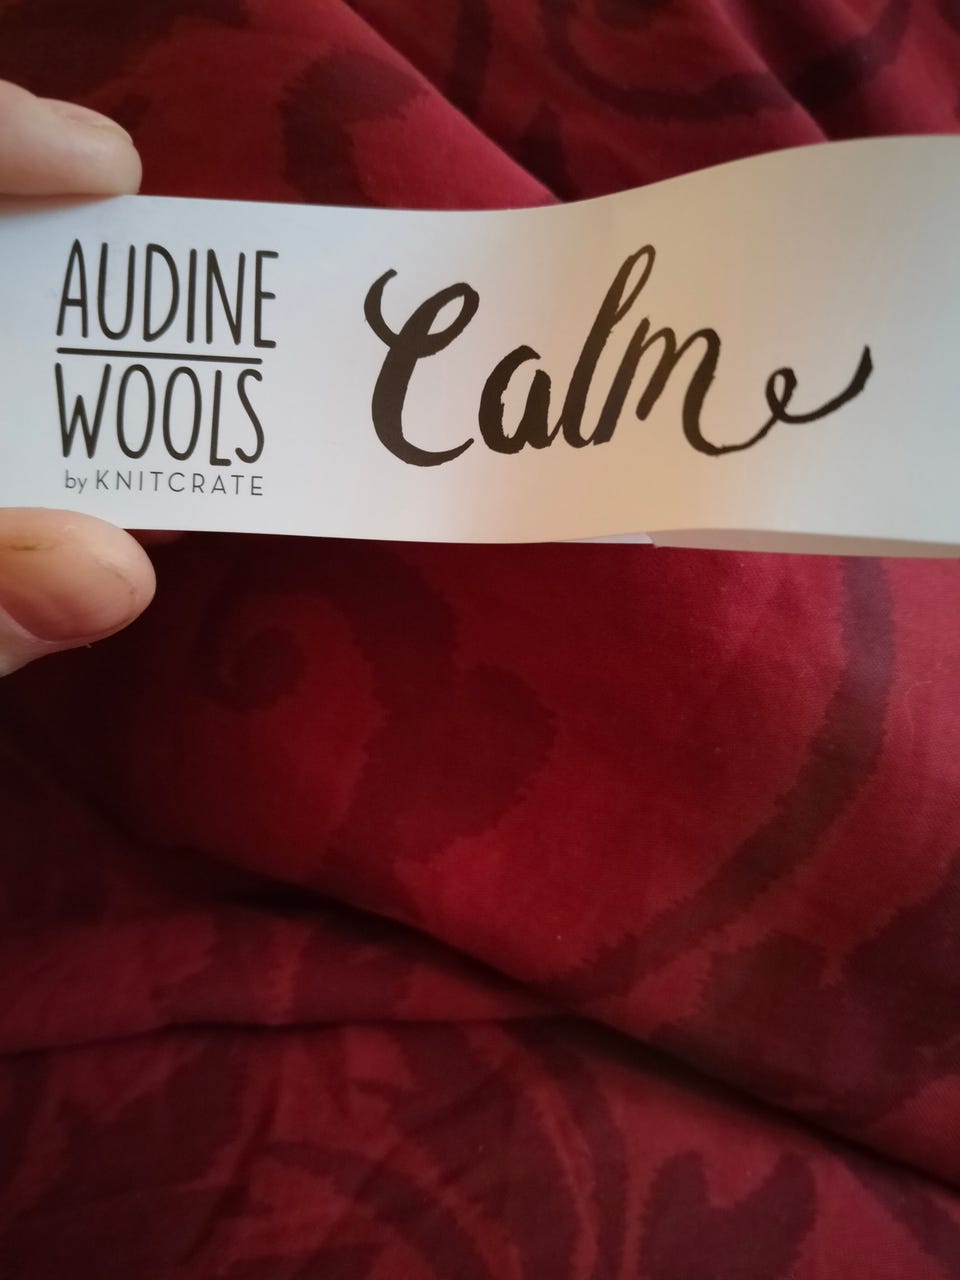 AUDINE
WOOLS
by KNITCRATE
Calm